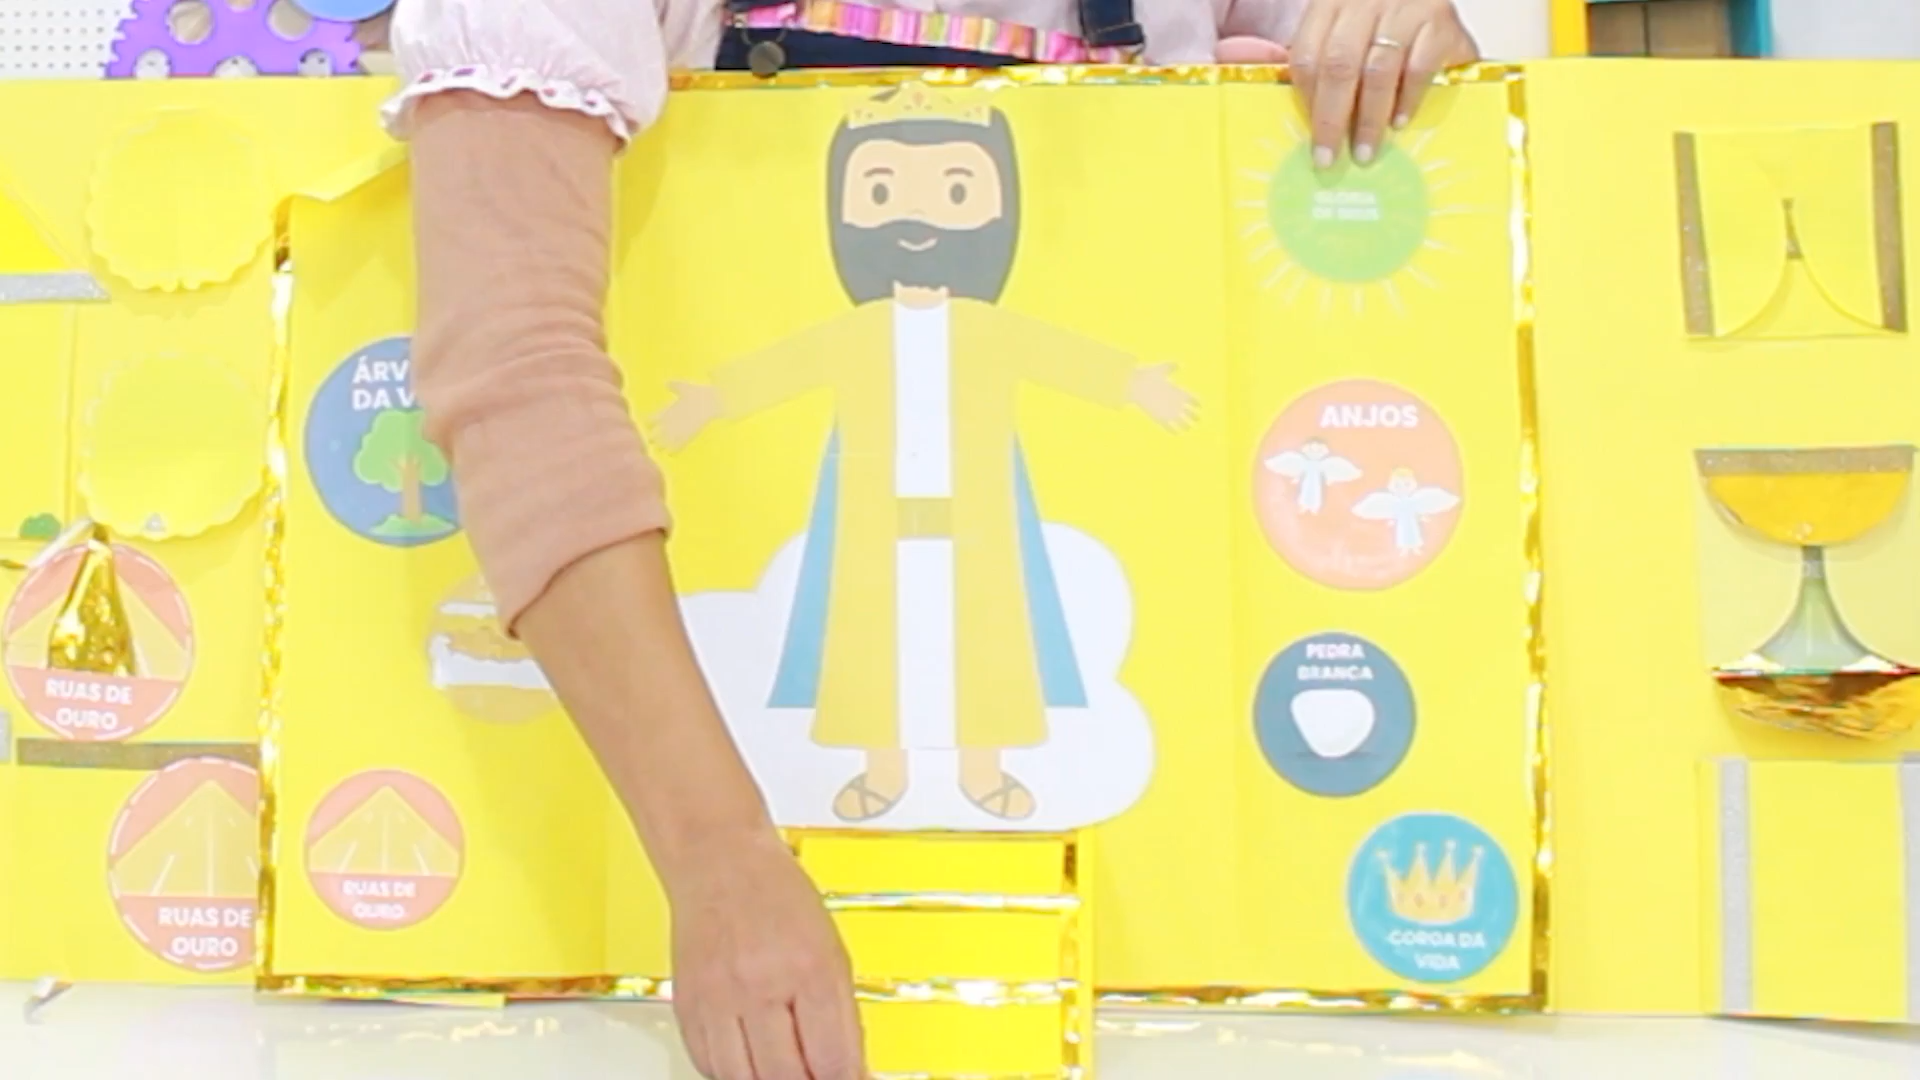 GLÓRIA
DE DEUS
ÁRV
DA V
ANJOS
PEDRA
BRANCA
RUAS DE
OURO
RUAS DE
OURO
RUAS DE
OURO
COROA DA
VIDA